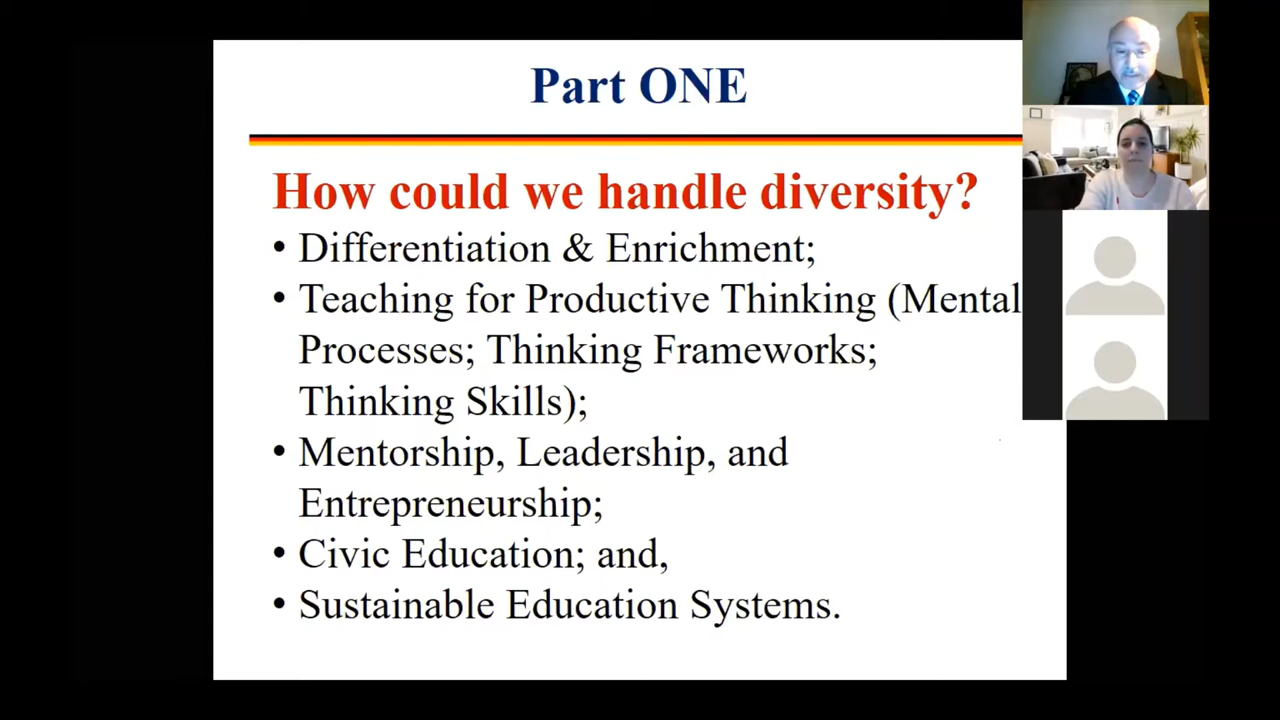 Part ONE
How could we handle diversity?
• Differentiation & Enrichment;
• Teaching for Productive Thinking (Mental
Processes; Thinking Frameworks;
Thinking Skills);
• Mentorship, Leadership, and
Entrepreneurship;
• Civic Education; and,
• Sustainable Education Systems.